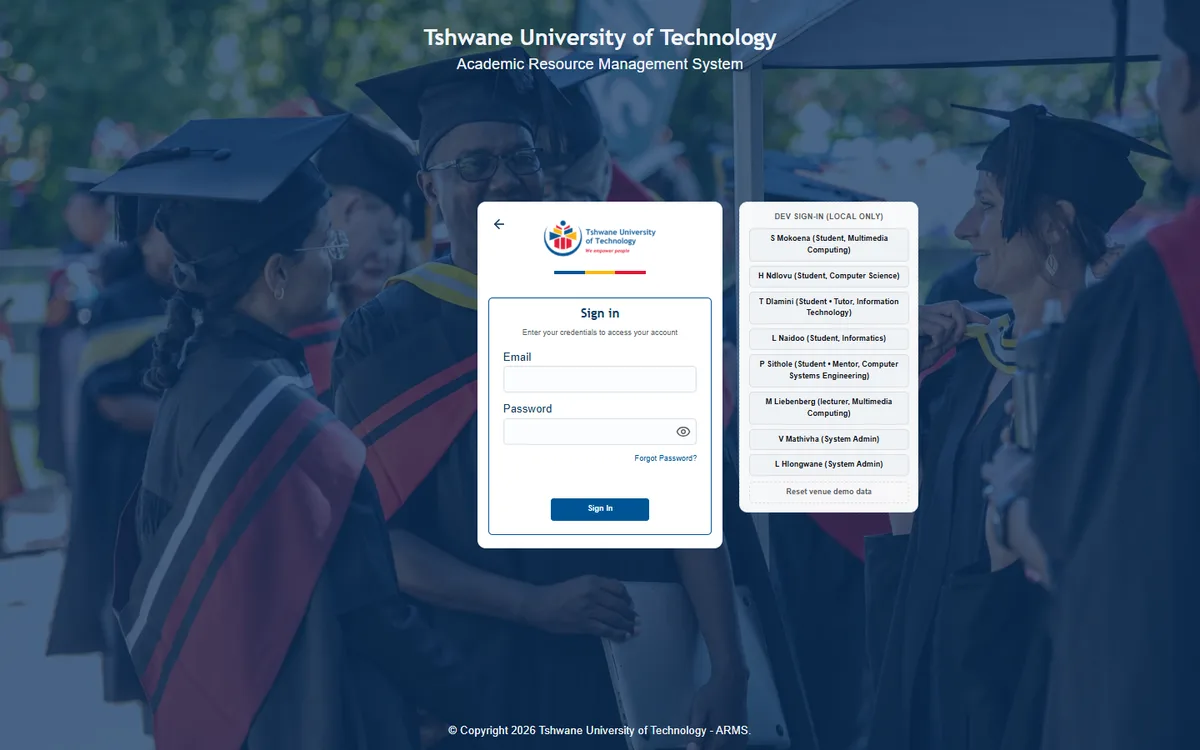 Tshwane University of Technology
Academic Resource Management System
Tshwane University
of Technology
We empower people
Sign in
Enter your credentials to access your account
Email
Password
Forgot Password?
Sign In
DEV SIGN-IN (LOCAL ONLY)
S Mokoena (Student, Multimedia
Computing)
H Ndlovu (Student, Computer Science)
T Dlamini (Student • Tutor, Information
Technology)
L Naidoo (Student, Informatics)
P Sithole (Student • Mentor, Computer
Systems Engineering)
M Liebenberg (lecturer, Multimedia
Computing)
V Mathivha (System Admin)
L Hlongwane (System Admin)
Reset venue demo data
© Copyright 2026 Tshwane University of Technology - ARMS.